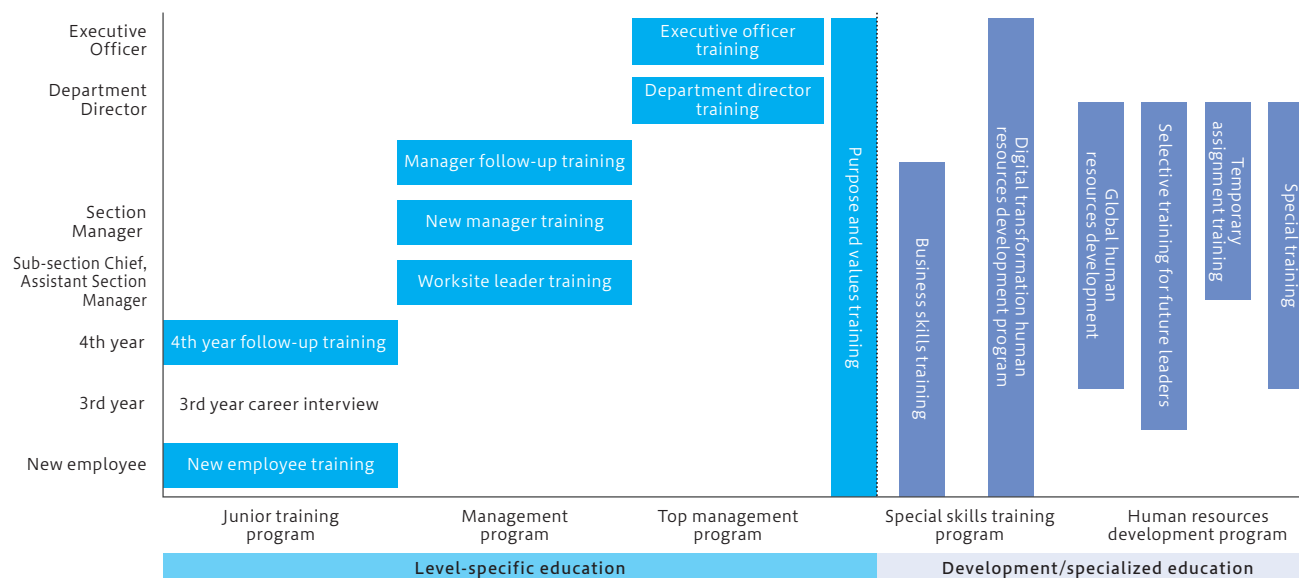 Executive
Officer
Department
Director
Section
Manager
Sub-section Chief,
Assistant Section
Manager
4th year
3rd year
New employee
Executive officer
training
Department director
training
Manager follow-up training
New manager training
Worksite leader training
4th year follow-up training
3rd year career interview
New employee training
Purpose and values training
Business skills training
Digital transformation human
resources development program
Global human
resources development
Selective training for future leaders
Temporary
assignment training
Special training
Junior training
program
Management
program
Top management
program
Special skills training
program
Human resources
development program
Level-specific education
Development/specialized education